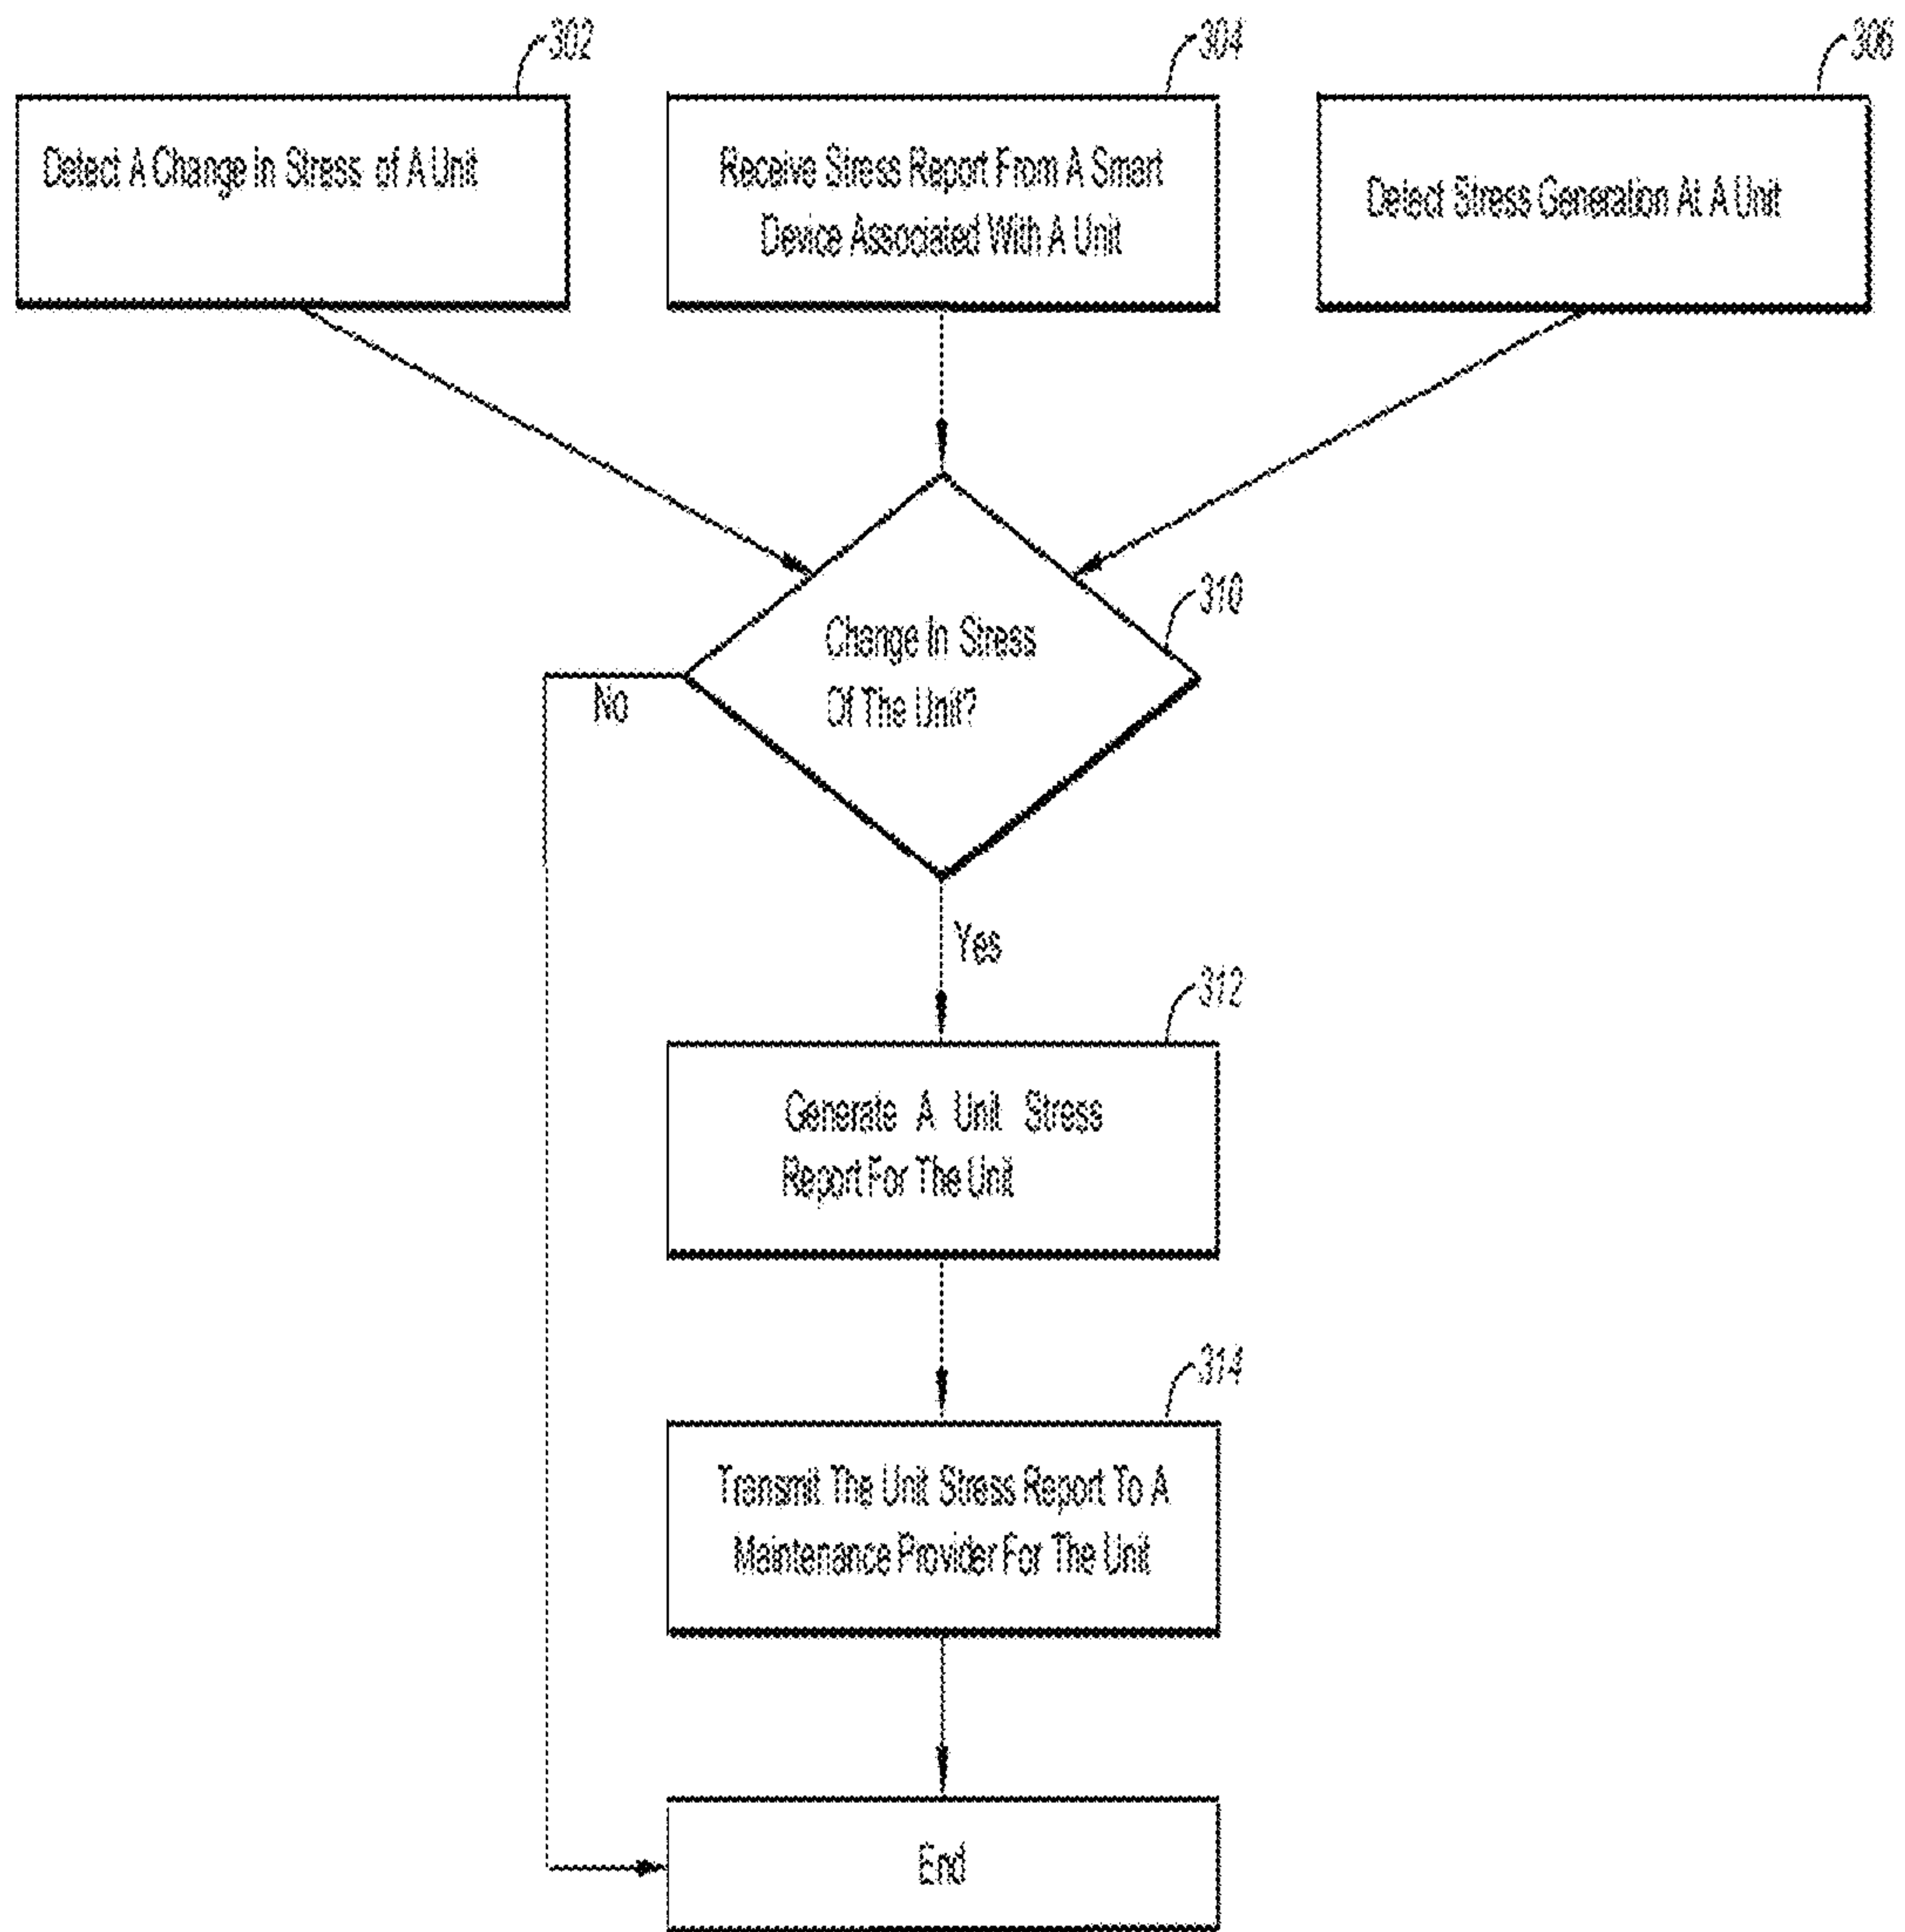 302
304
306
Detect A Change In Stress of A Unit
Receive Stress Report From A Smart
Device Associated With A Unit
Detect Stress Generation At A Unit
310
Change In Stress
Of The Unit?
No
Yes
312
Generate A Unit Stress
Report For The Unit
314
Transmit The Unit Stress Report To A
Maintenance Provider For The Unit
End